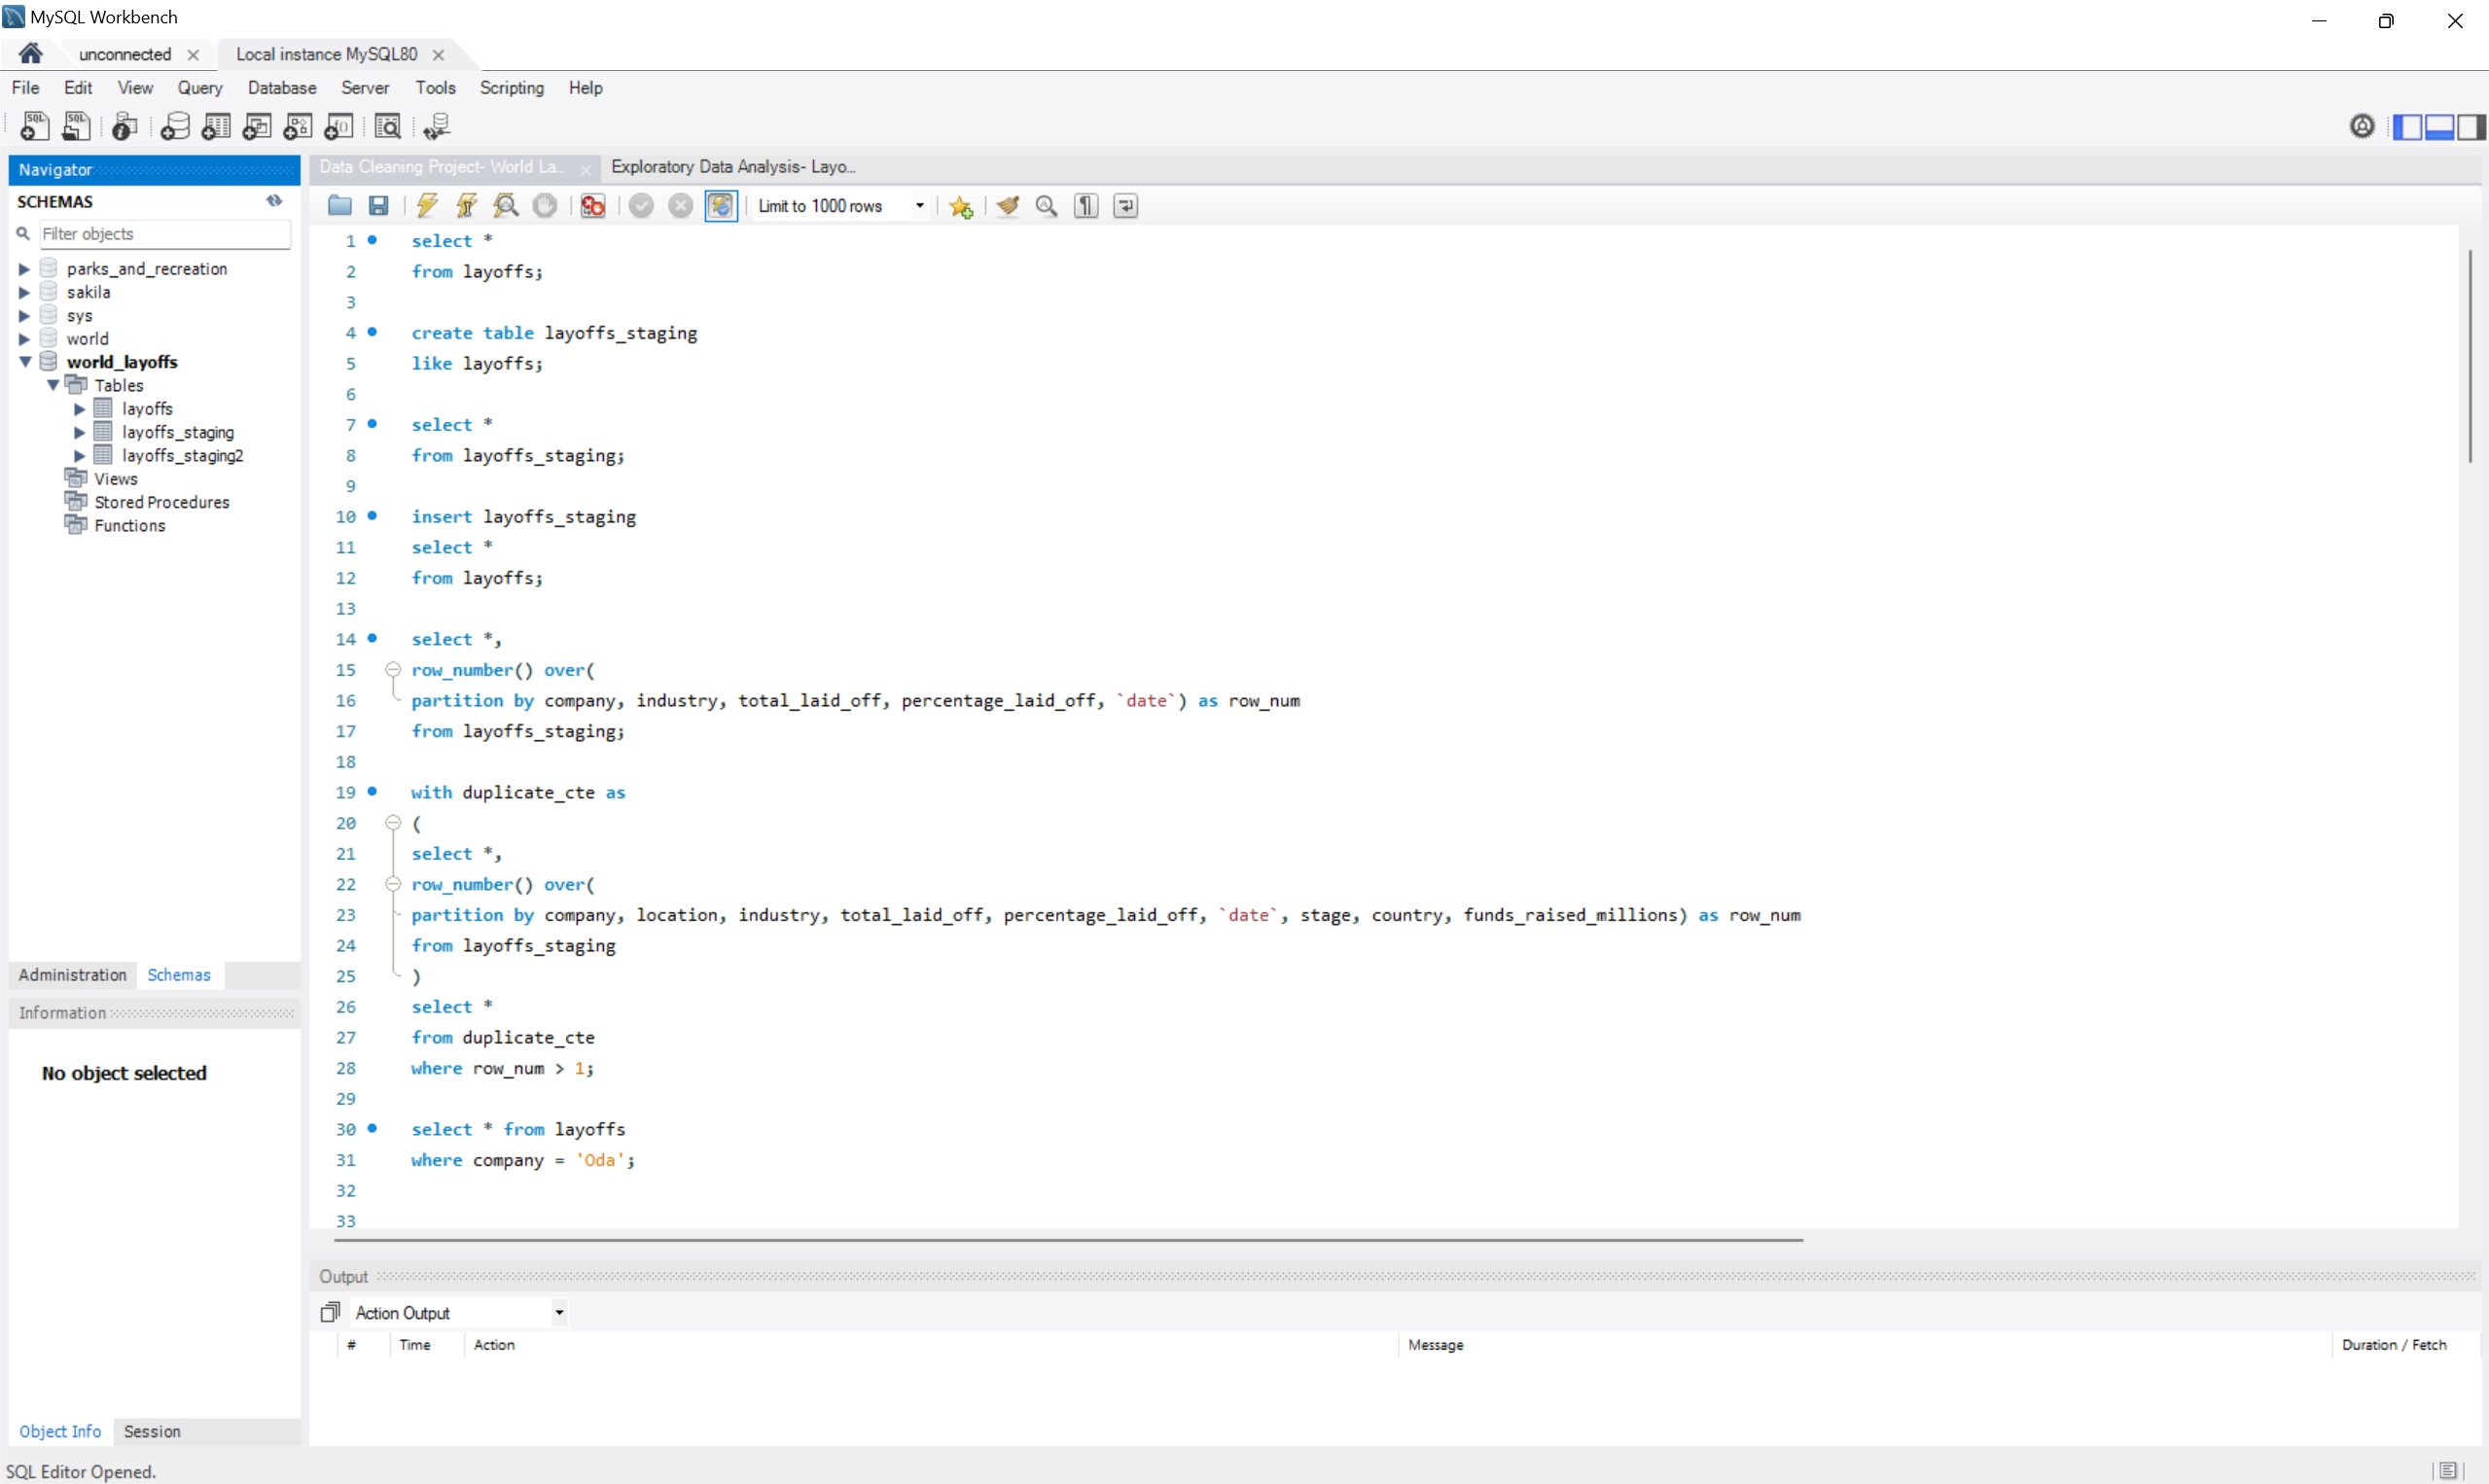 MySQL Workbench
unconnected
Local instance MySQL80
File Edit View Query Database Server Tools Scripting Help
Navigator
SCHEMAS
Filter objects
parks_and_recreation
sakila
sys
world
world_layoffs
Tables
layoffs
layoffs_staging
layoffs_staging2
Views
Stored Procedures
Functions
Administration Schemas
Information
No object selected
Object Info Session
Data Cleaning Project- World La...
Exploratory Data Analysis- Layo...
Limit to 1000 rows
1 select *
2 from layoffs;
3
4 create table layoffs_staging
5 like layoffs;
6
7 select *
8 from layoffs_staging;
9
10 insert layoffs_staging
11 select *
12 from layoffs;
13
14 select *,
15 row_number() over(
16 partition by company, industry, total_laid_off, percentage_laid_off, `date`) as row_num
17 from layoffs_staging;
18
19 with duplicate_cte as
20 (
21 select *,
22 row_number() over(
23 partition by company, location, industry, total_laid_off, percentage_laid_off, `date`, stage, country, funds_raised_millions) as row_num
24 from layoffs_staging
25 )
26 select *
27 from duplicate_cte
28 where row_num > 1;
29
30 select * from layoffs
31 where company = 'Oda';
32
33
Output
Action Output
# Time Action Message Duration / Fetch
SQL Editor Opened.